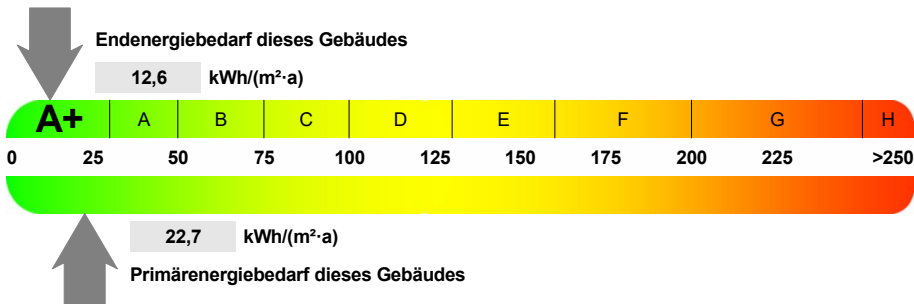 Endenergiebedarf dieses Gebäudes
12,6 kWh/(m²·a)
A+ A B C D E F G H
0 25 50 75 100 125 150 175 200 225 >250
22,7 kWh/(m²·a)
Primärenergiebedarf dieses Gebäudes